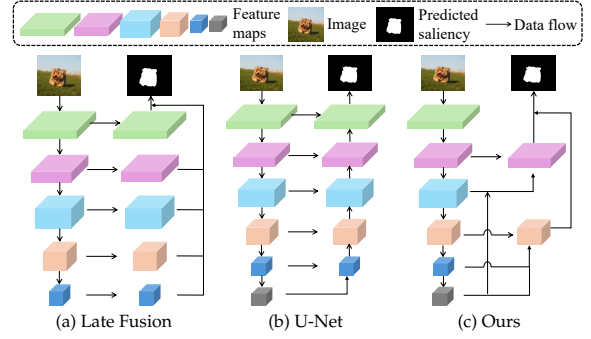 Feature
maps
Image
Predicted
saliency
Data flow
(a) Late Fusion
(b) U-Net
(c) Ours